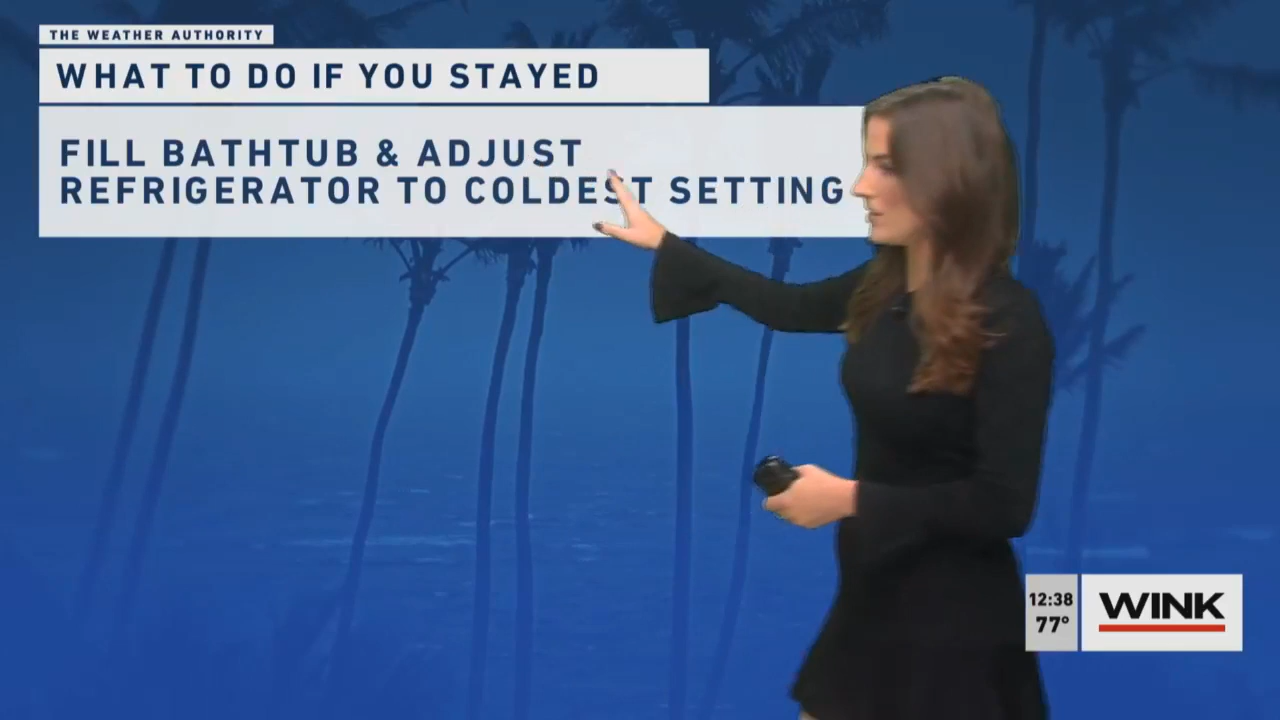 THE WEATHER AUTHORITY
WHAT TO DO IF YOU STAYED
FILL BATHTUB & ADJUST
REFRIGERATOR TO COLDEST SETTING
12:38
77°
WINK